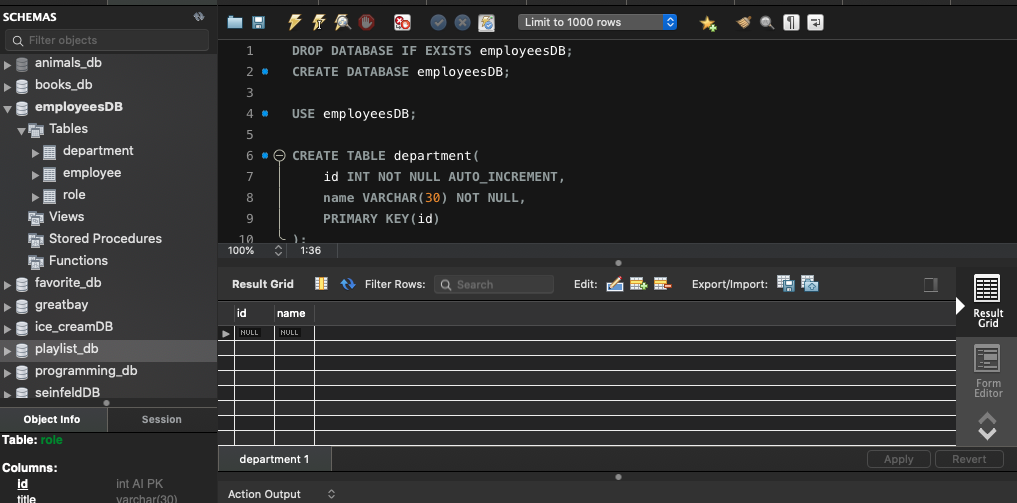 SCHEMAS
Filter objects
animals_db
books_db
employeesDB
Tables
department
employee
role
Views
Stored Procedures
Functions
favorite_db
greatbay
ice_creamDB
playlist_db
programming_db
seinfeldDB
Object Info
Session
Table: role
Columns:
id int AI PK
title varchar(30)
Limit to 1000 rows
1 DROP DATABASE IF EXISTS employeesDB;
2 CREATE DATABASE employeesDB;
3
4 USE employeesDB;
5
6 CREATE TABLE department(
7 id INT NOT NULL AUTO_INCREMENT,
8 name VARCHAR(30) NOT NULL,
9 PRIMARY KEY(id)
10 );
100% 1:36
Result Grid Filter Rows: Search Edit: Export/Import:
id name
NULL NULL
Result
Grid
Form
Editor
department 1
Apply Revert
Action Output